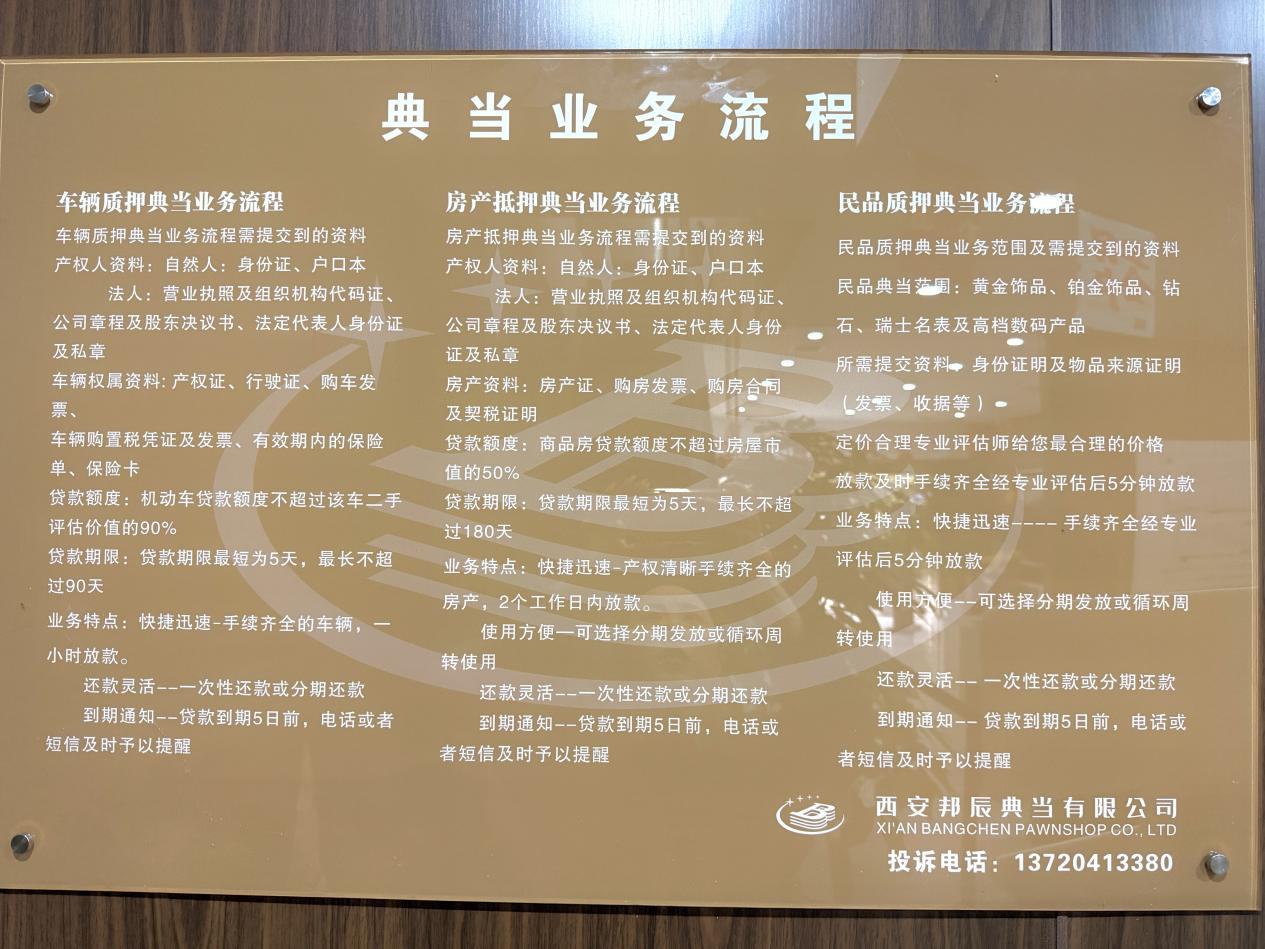 典当业务流程
车辆质押典当业务流程
车辆质押典当业务流程需提交到的资料
产权人资料：自然人：身份证、户口本
法人：营业执照及组织机构代码证、
公司章程及股东决议书、法定代表人身份证
及私章
车辆权属资料:产权证、行驶证、购车发
票、
车辆购置税凭证及发票、有效期内的保险
单、保险卡
贷款额度：机动车贷款额度不超过该车二手
评估价值的90%
贷款期限：贷款期限最短为5天，最长不超
过90天
业务特点：快捷迅速-手续齐全的车辆，一
小时放款。
还款灵活--一次性还款或分期还款
到期通知--贷款到期5日前，电话或者
短信及时予以提醒
房产抵押典当业务流程
房产抵押典当业务流程需提交到的资料
产权人资料：自然人：身份证、户口本
法人：营业执照及组织机构代码证、
公司章程及股东决议书、法定代表人身份
证及私章
房产资料：房产证、购房发票、购房合同
及契税证明
贷款额度：商品房贷款额度不超过房屋市
值的50%
贷款期限：贷款期限最短为5天，最长不超
过180天
业务特点：快捷迅速-产权清晰手续齐全的
房产，2个工作日内放款。
使用方便—可选择分期发放或循环周
转使用
还款灵活--一次性还款或分期还款
到期通知--贷款到期5日前，电话或
者短信及时予以提醒
民品质押典当业务流程
民品质押典当业务范围及需提交到的资料
民品典当范围：黄金饰品、铂金饰品、钻
石、瑞士名表及高档数码产品
所需提交资料：身份证明及物品来源证明
（发票、收据等）
定价合理专业评估师给您最合理的价格
放款及时手续齐全经专业评估后5分钟放款
业务特点：快捷迅速---- 手续齐全经专业
评估后5分钟放款
使用方便--可选择分期发放或循环周
转使用
还款灵活-- 一次性还款或分期还款
到期通知-- 贷款到期5日前，电话或
者短信及时予以提醒
西安邦辰典当有限公司
XI'AN BANGCHEN PAWNSHOP CO., LTD
投诉电话：13720413380